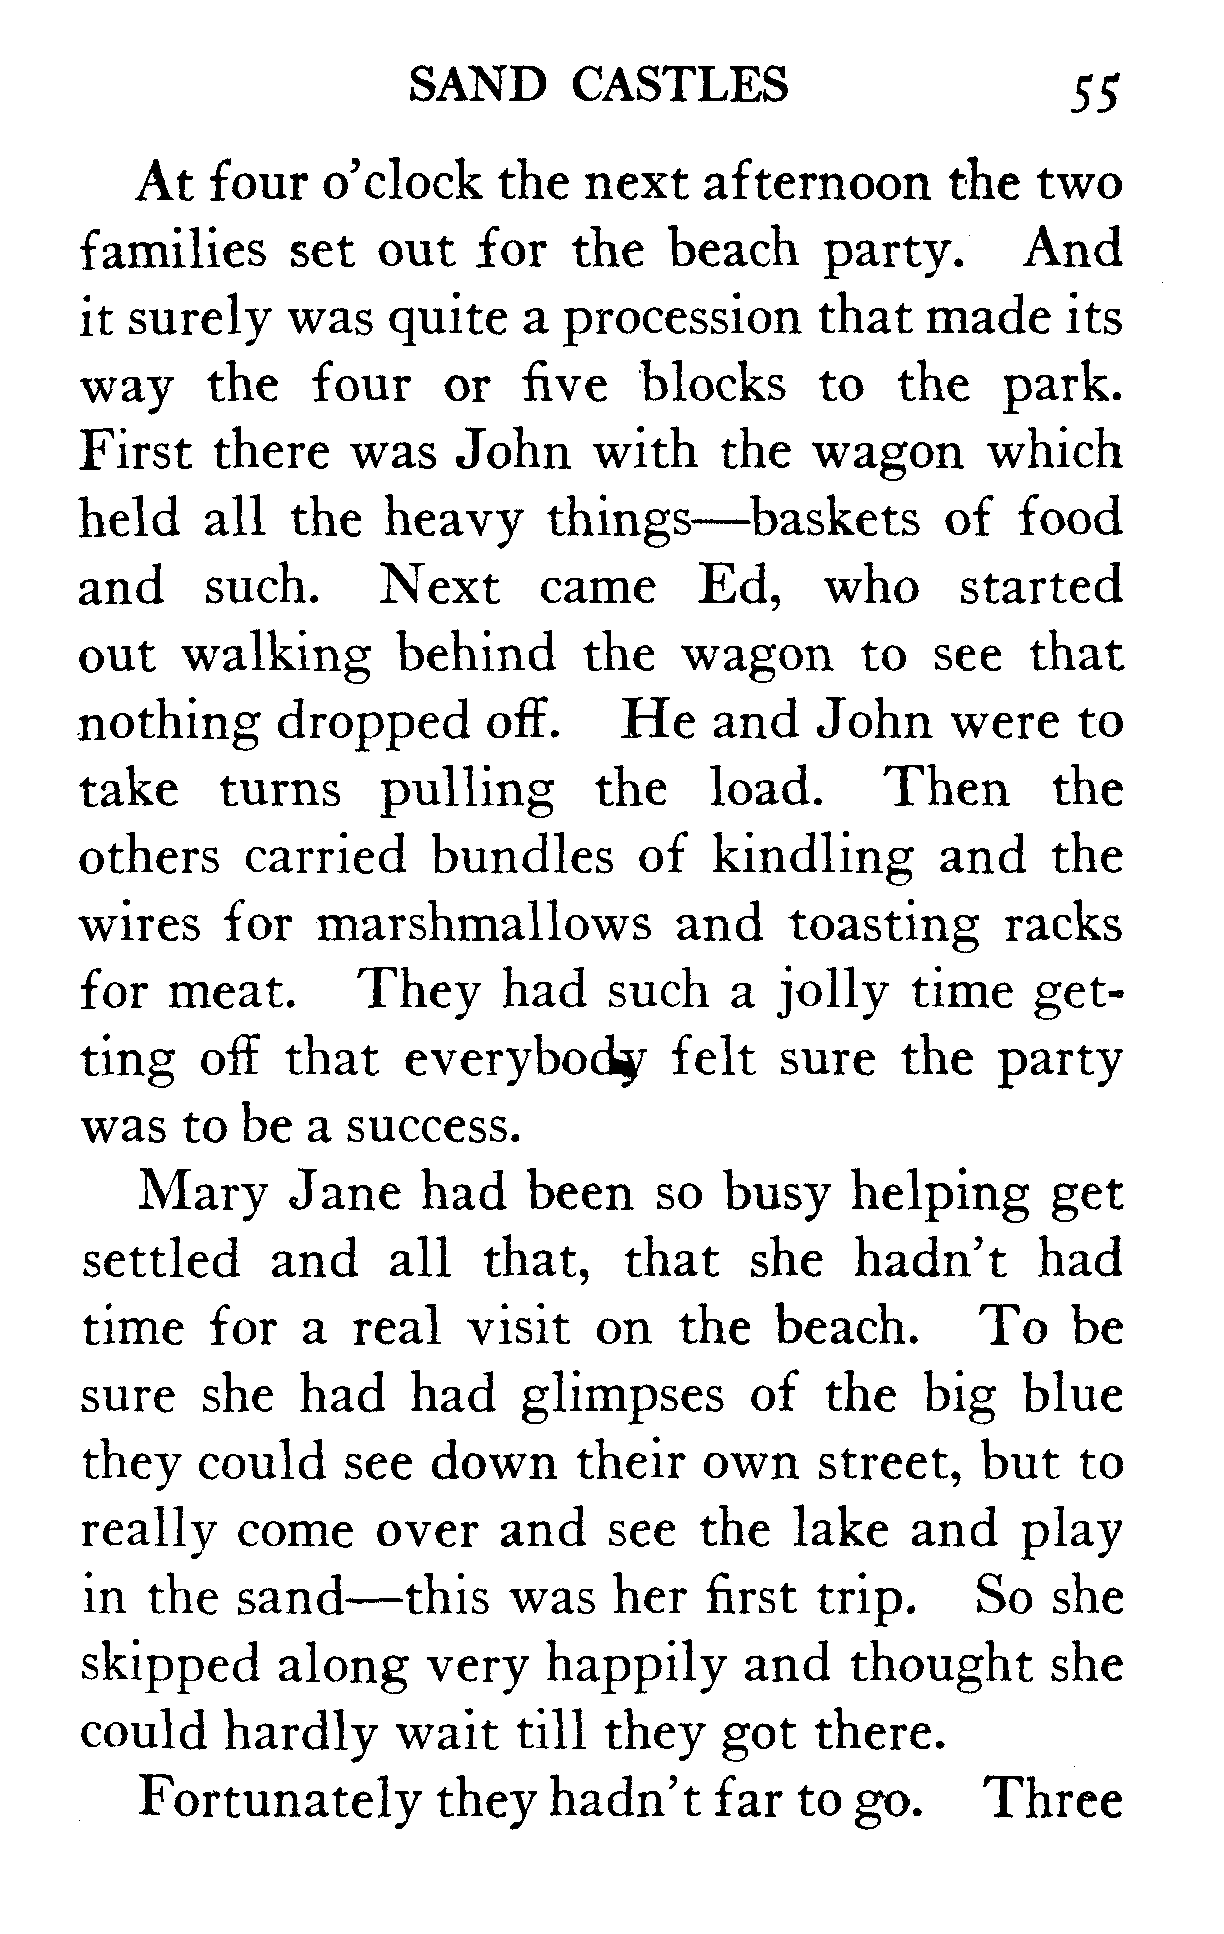 SAND CASTLES 55
At four o'clock the next afternoon the two
families set out for the beach party. And
it surely was quite a procession that made its
way the four or five blocks to the park.
First there was John with the wagon which
held all the heavy things—baskets of food
and such. Next came Ed, who started
out walking behind the wagon to see that
nothing dropped off. He and John were to
take turns pulling the load. Then the
others carried bundles of kindling and the
wires for marshmallows and toasting racks
for meat. They had such a jolly time get-
ting off that everybody felt sure the party
was to be a success.
Mary Jane had been so busy helping get
settled and all that, that she hadn't had
time for a real visit on the beach. To be
sure she had had glimpses of the big blue
they could see down their own street, but to
really come over and see the lake and play
in the sand—this was her first trip. So she
skipped along very happily and thought she
could hardly wait till they got there.
Fortunately they hadn't far to go. Three